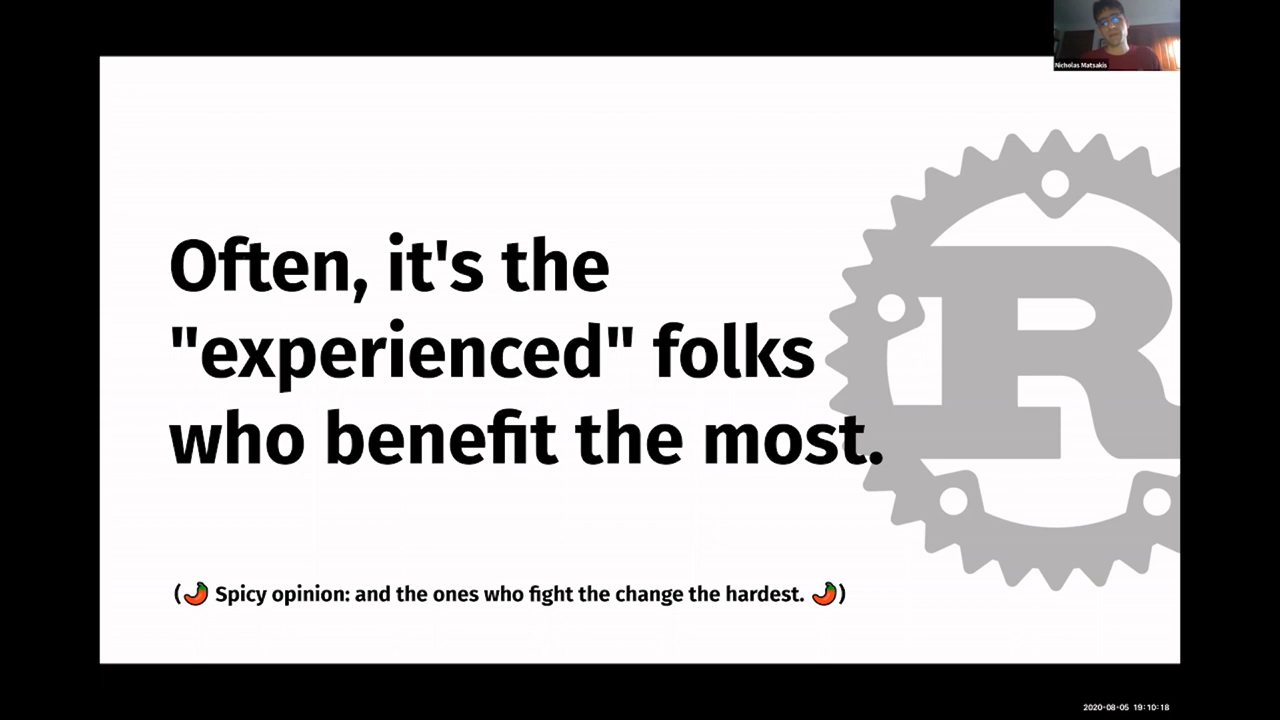 Nicholas Matsakis
Often, it's the
"experienced" folks
who benefit the most.
(🌶️ Spicy opinion: and the ones who fight the change the hardest. 🌶️)
R
2020-08-05 19:10:18